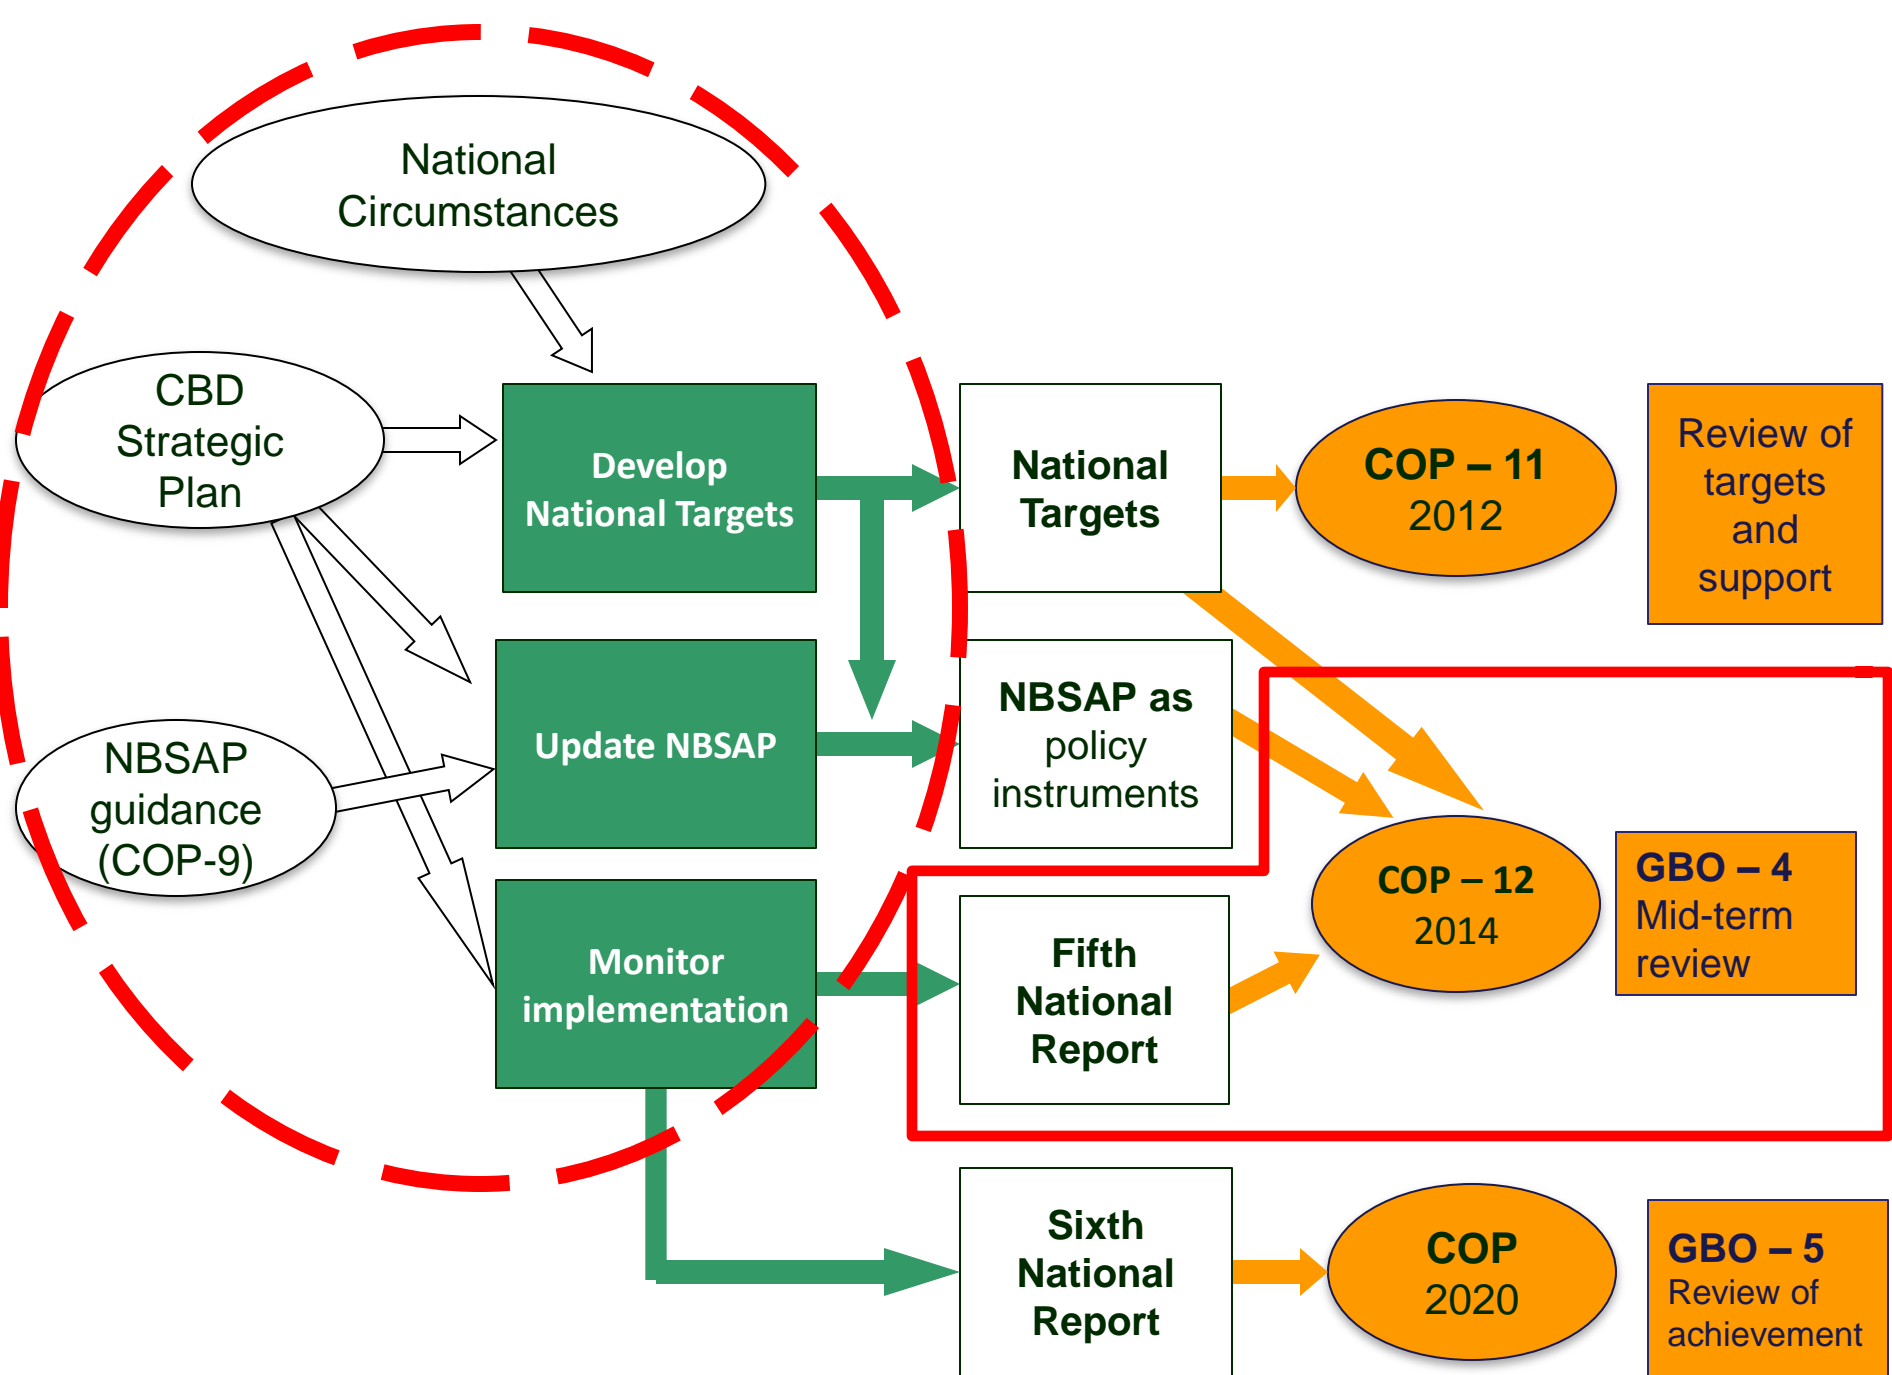 National
Circumstances
CBD
Strategic
Plan
Develop
National Targets
National
Targets
COP – 11
2012
Review of
targets
and
support
NBSAP
guidance
(COP-9)
Update NBSAP
NBSAP as
policy
instruments
Monitor
implementation
Fifth
National
Report
COP – 12
2014
GBO – 4
Mid-term
review
Sixth
National
Report
COP
2020
GBO – 5
Review of
achievement